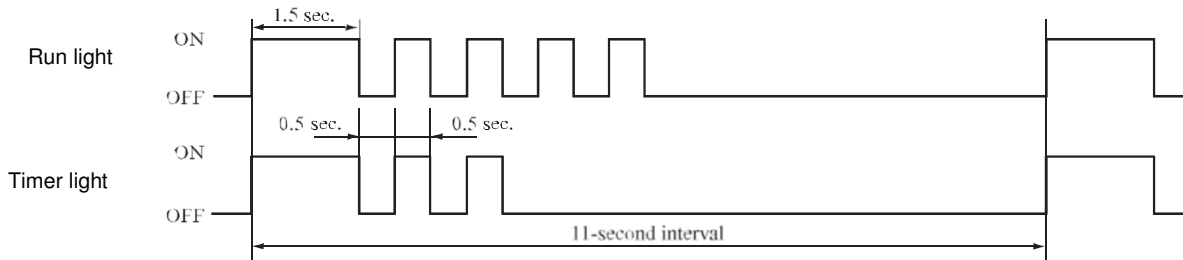 1.5 sec.
Run light
ON
OFF
0.5 sec.
0.5 sec.
Timer light
ON
OFF
11-second interval